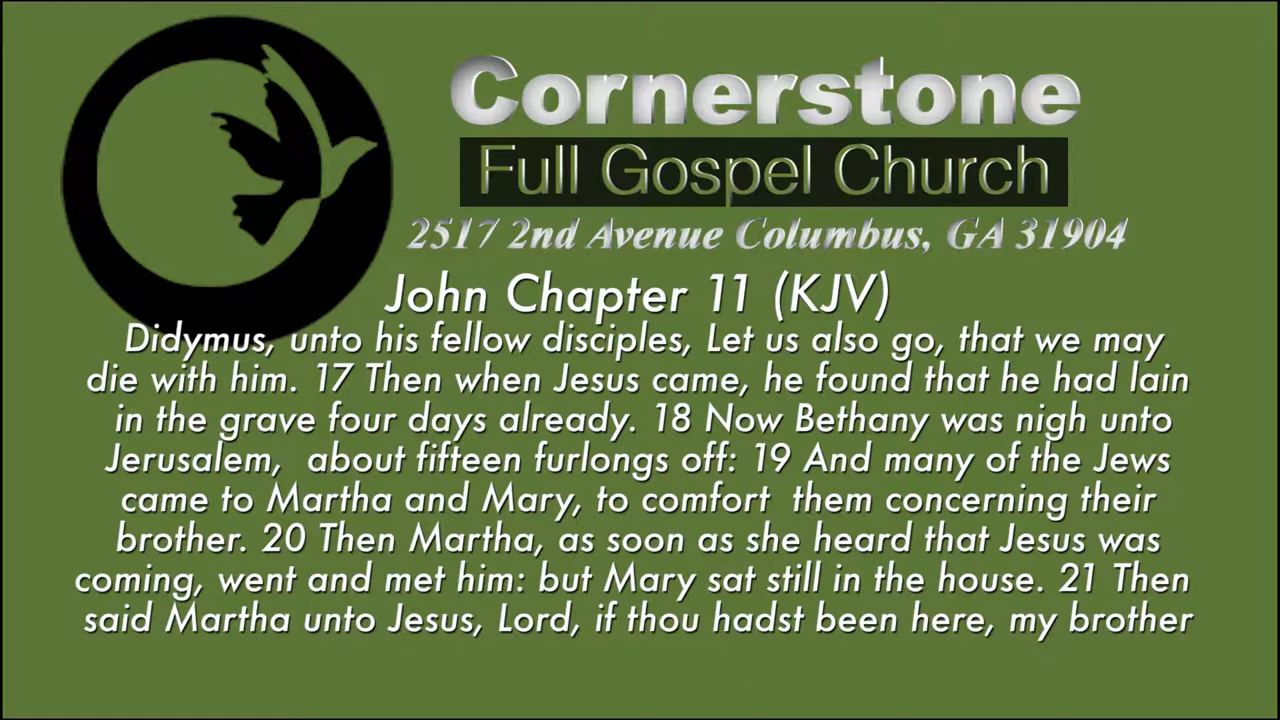 Cornerstone
Full Gospel Church
2517 2nd Avenue Columbus, GA 31904
John Chapter 11 (KJV)
Didymus, unto his fellow disciples, Let us also go, that we may
die with him. 17 Then when Jesus came, he found that he had lain
in the grave four days already. 18 Now Bethany was nigh unto
Jerusalem,  about fifteen furlongs off: 19 And many of the Jews
came to Martha and Mary, to comfort  them concerning their
brother. 20 Then Martha, as soon as she heard that Jesus was
coming, went and met him: but Mary sat still in the house. 21 Then
said Martha unto Jesus, Lord, if thou hadst been here, my brother